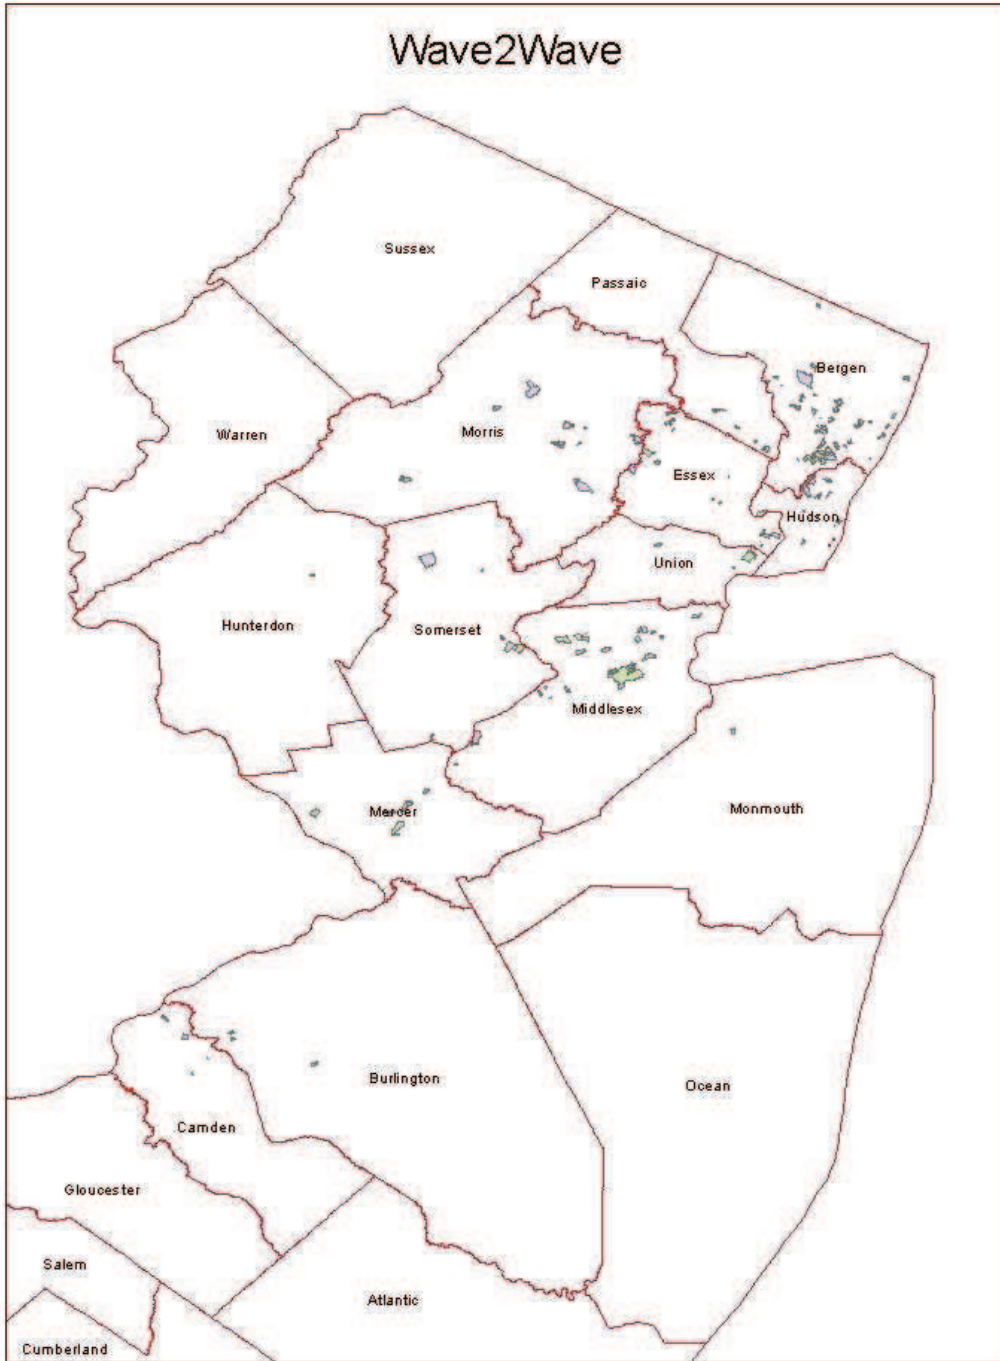 Wave2Wave
Sussex
Passaic
Bergen
Warren
Morris
Essex
Hudson
Union
Hunterdon
Somerset
Middlesex
Mercer
Monmouth
Burlington
Ocean
Camden
Gloucester
Salem
Atlantic
Cumberland